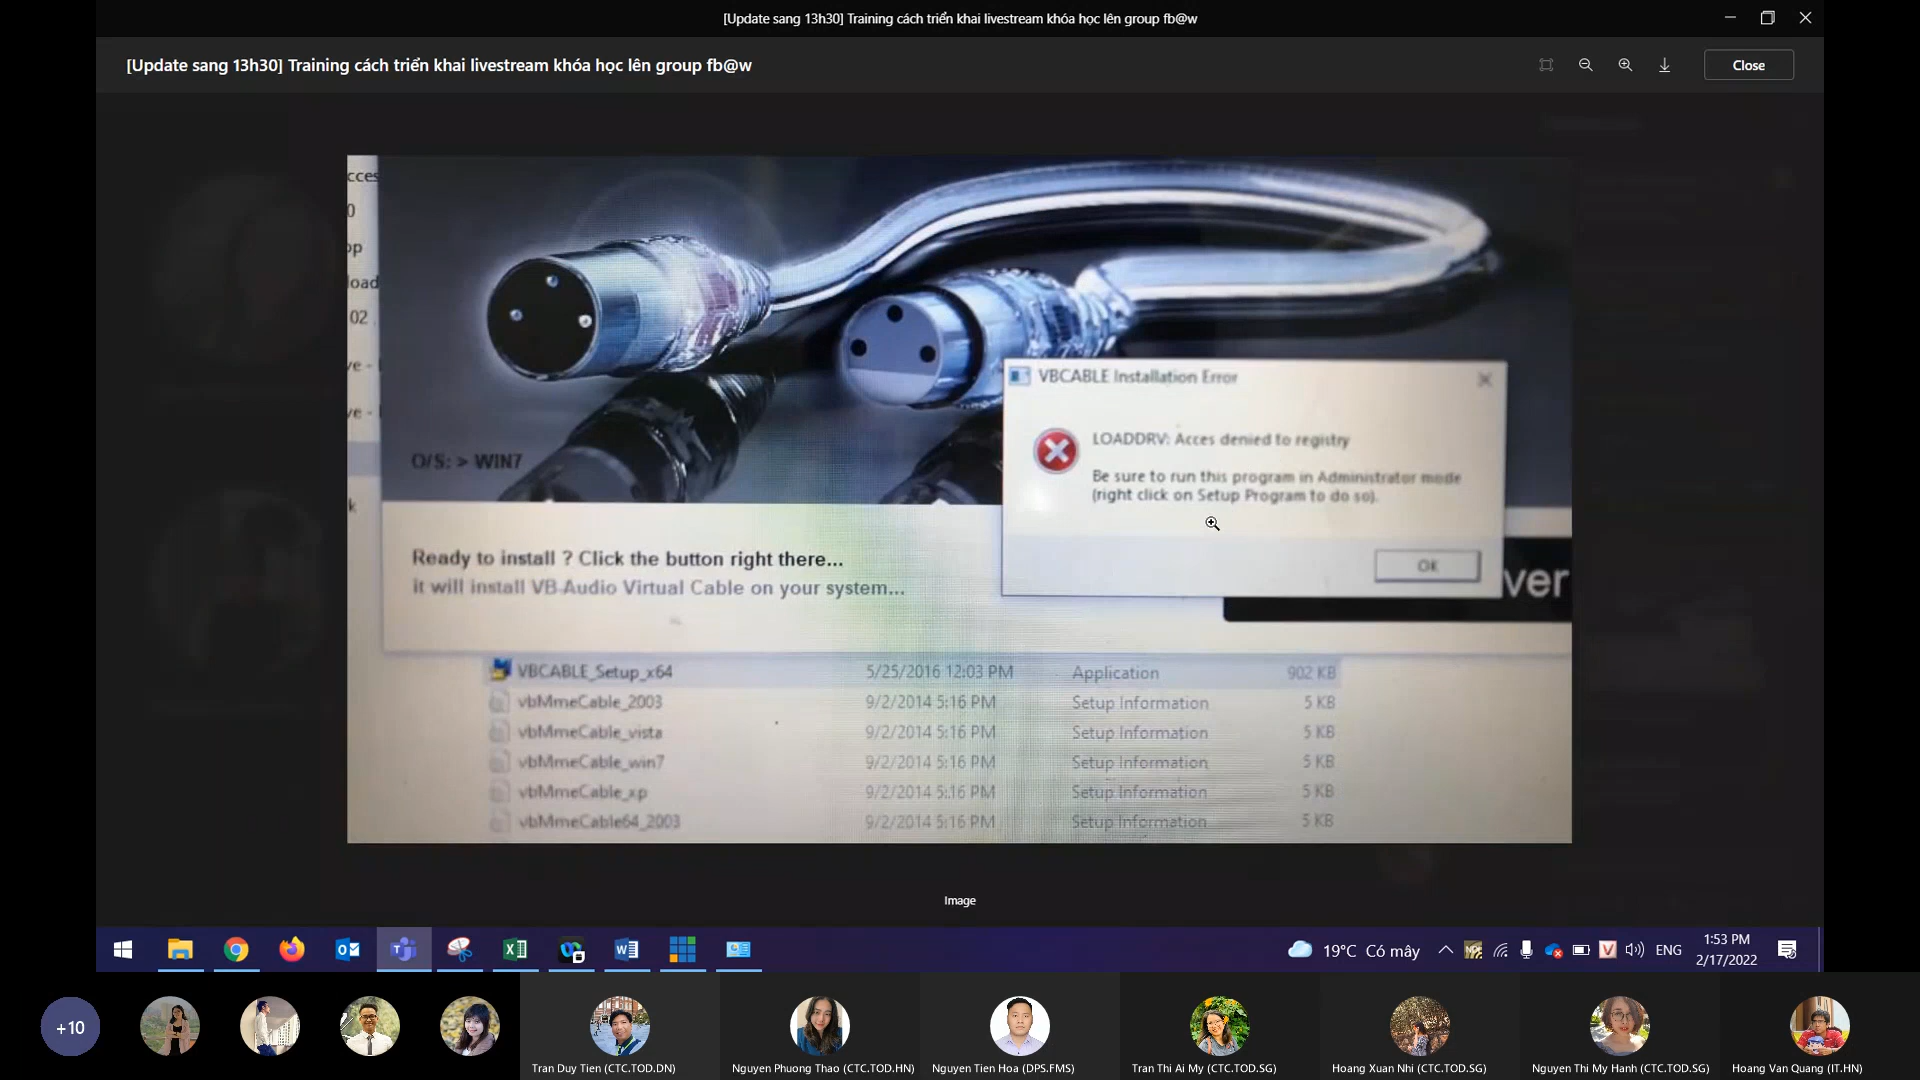 [Update sang 13h30] Training cách triển khai livestream khóa học lên group fb@w
[Update sang 13h30] Training cách triển khai livestream khóa học lên group fb@w
Close
cces
0
op
load
02
ve -
ve -
k
O/S: > WIN7
VBCABLE Installation Error
LOADDRV: Acces denied to registry
Be sure to run this program in Administrator mode
(right click on Setup Program to do so).
OK
Ready to install ? Click the button right there...
it will install VB-Audio Virtual Cable on your system...
ver
VBCABLE_Setup_x64 5/25/2016 12:03 PM Application 902 KB
vbMmeCable_2003 9/2/2014 5:16 PM Setup Information 5 KB
vbMmeCable_vista 9/2/2014 5:16 PM Setup Information 5 KB
vbMmeCable_win7 9/2/2014 5:16 PM Setup Information 5 KB
vbMmeCable_xp 9/2/2014 5:16 PM Setup Information 5 KB
vbMmeCable64_2003 9/2/2014 5:16 PM Setup Information 5 KB
Image
19°C Có mây
ENG
1:53 PM
2/17/2022
+10
Tran Duy Tien (CTC.TOD.DN)
Nguyen Phuong Thao (CTC.TOD.HN)
Nguyen Tien Hoa (DPS.FMS)
Tran Thi Ai My (CTC.TOD.SG)
Hoang Xuan Nhi (CTC.TOD.SG)
Nguyen Thi My Hanh (CTC.TOD.SG)
Hoang Van Quang (IT.HN)